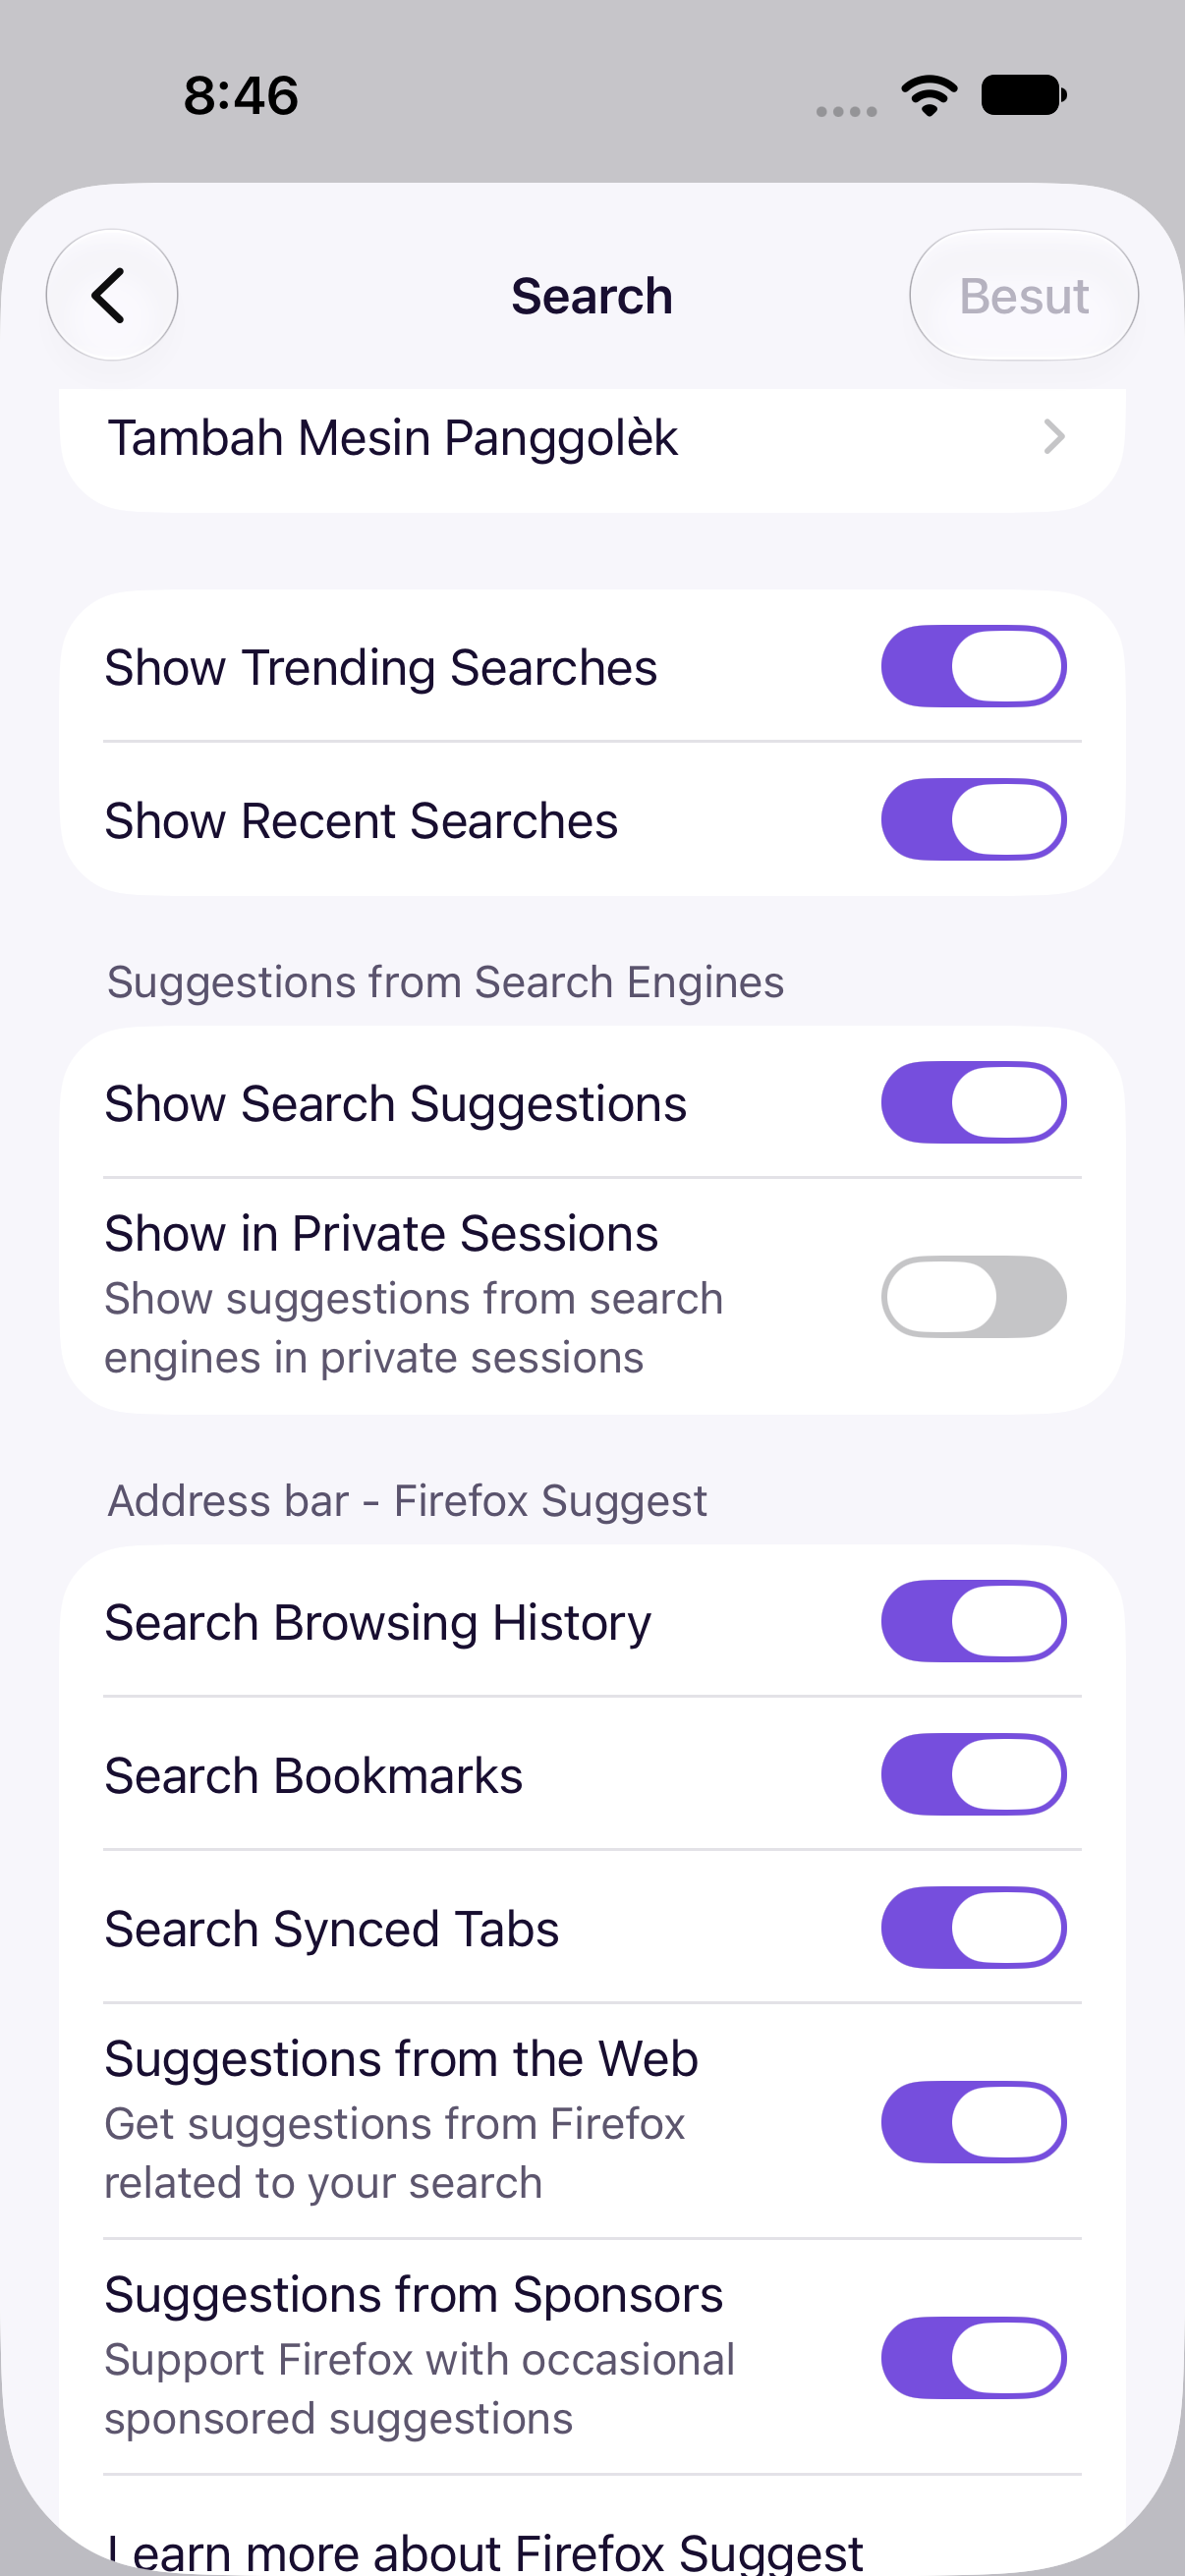 8:46
Search
Besut
Tambah Mesin Panggolèk
Show Trending Searches
Show Recent Searches
Suggestions from Search Engines
Show Search Suggestions
Show in Private Sessions
Show suggestions from search
engines in private sessions
Address bar - Firefox Suggest
Search Browsing History
Search Bookmarks
Search Synced Tabs
Suggestions from the Web
Get suggestions from Firefox
related to your search
Suggestions from Sponsors
Support Firefox with occasional
sponsored suggestions
Learn more about Firefox Suggest